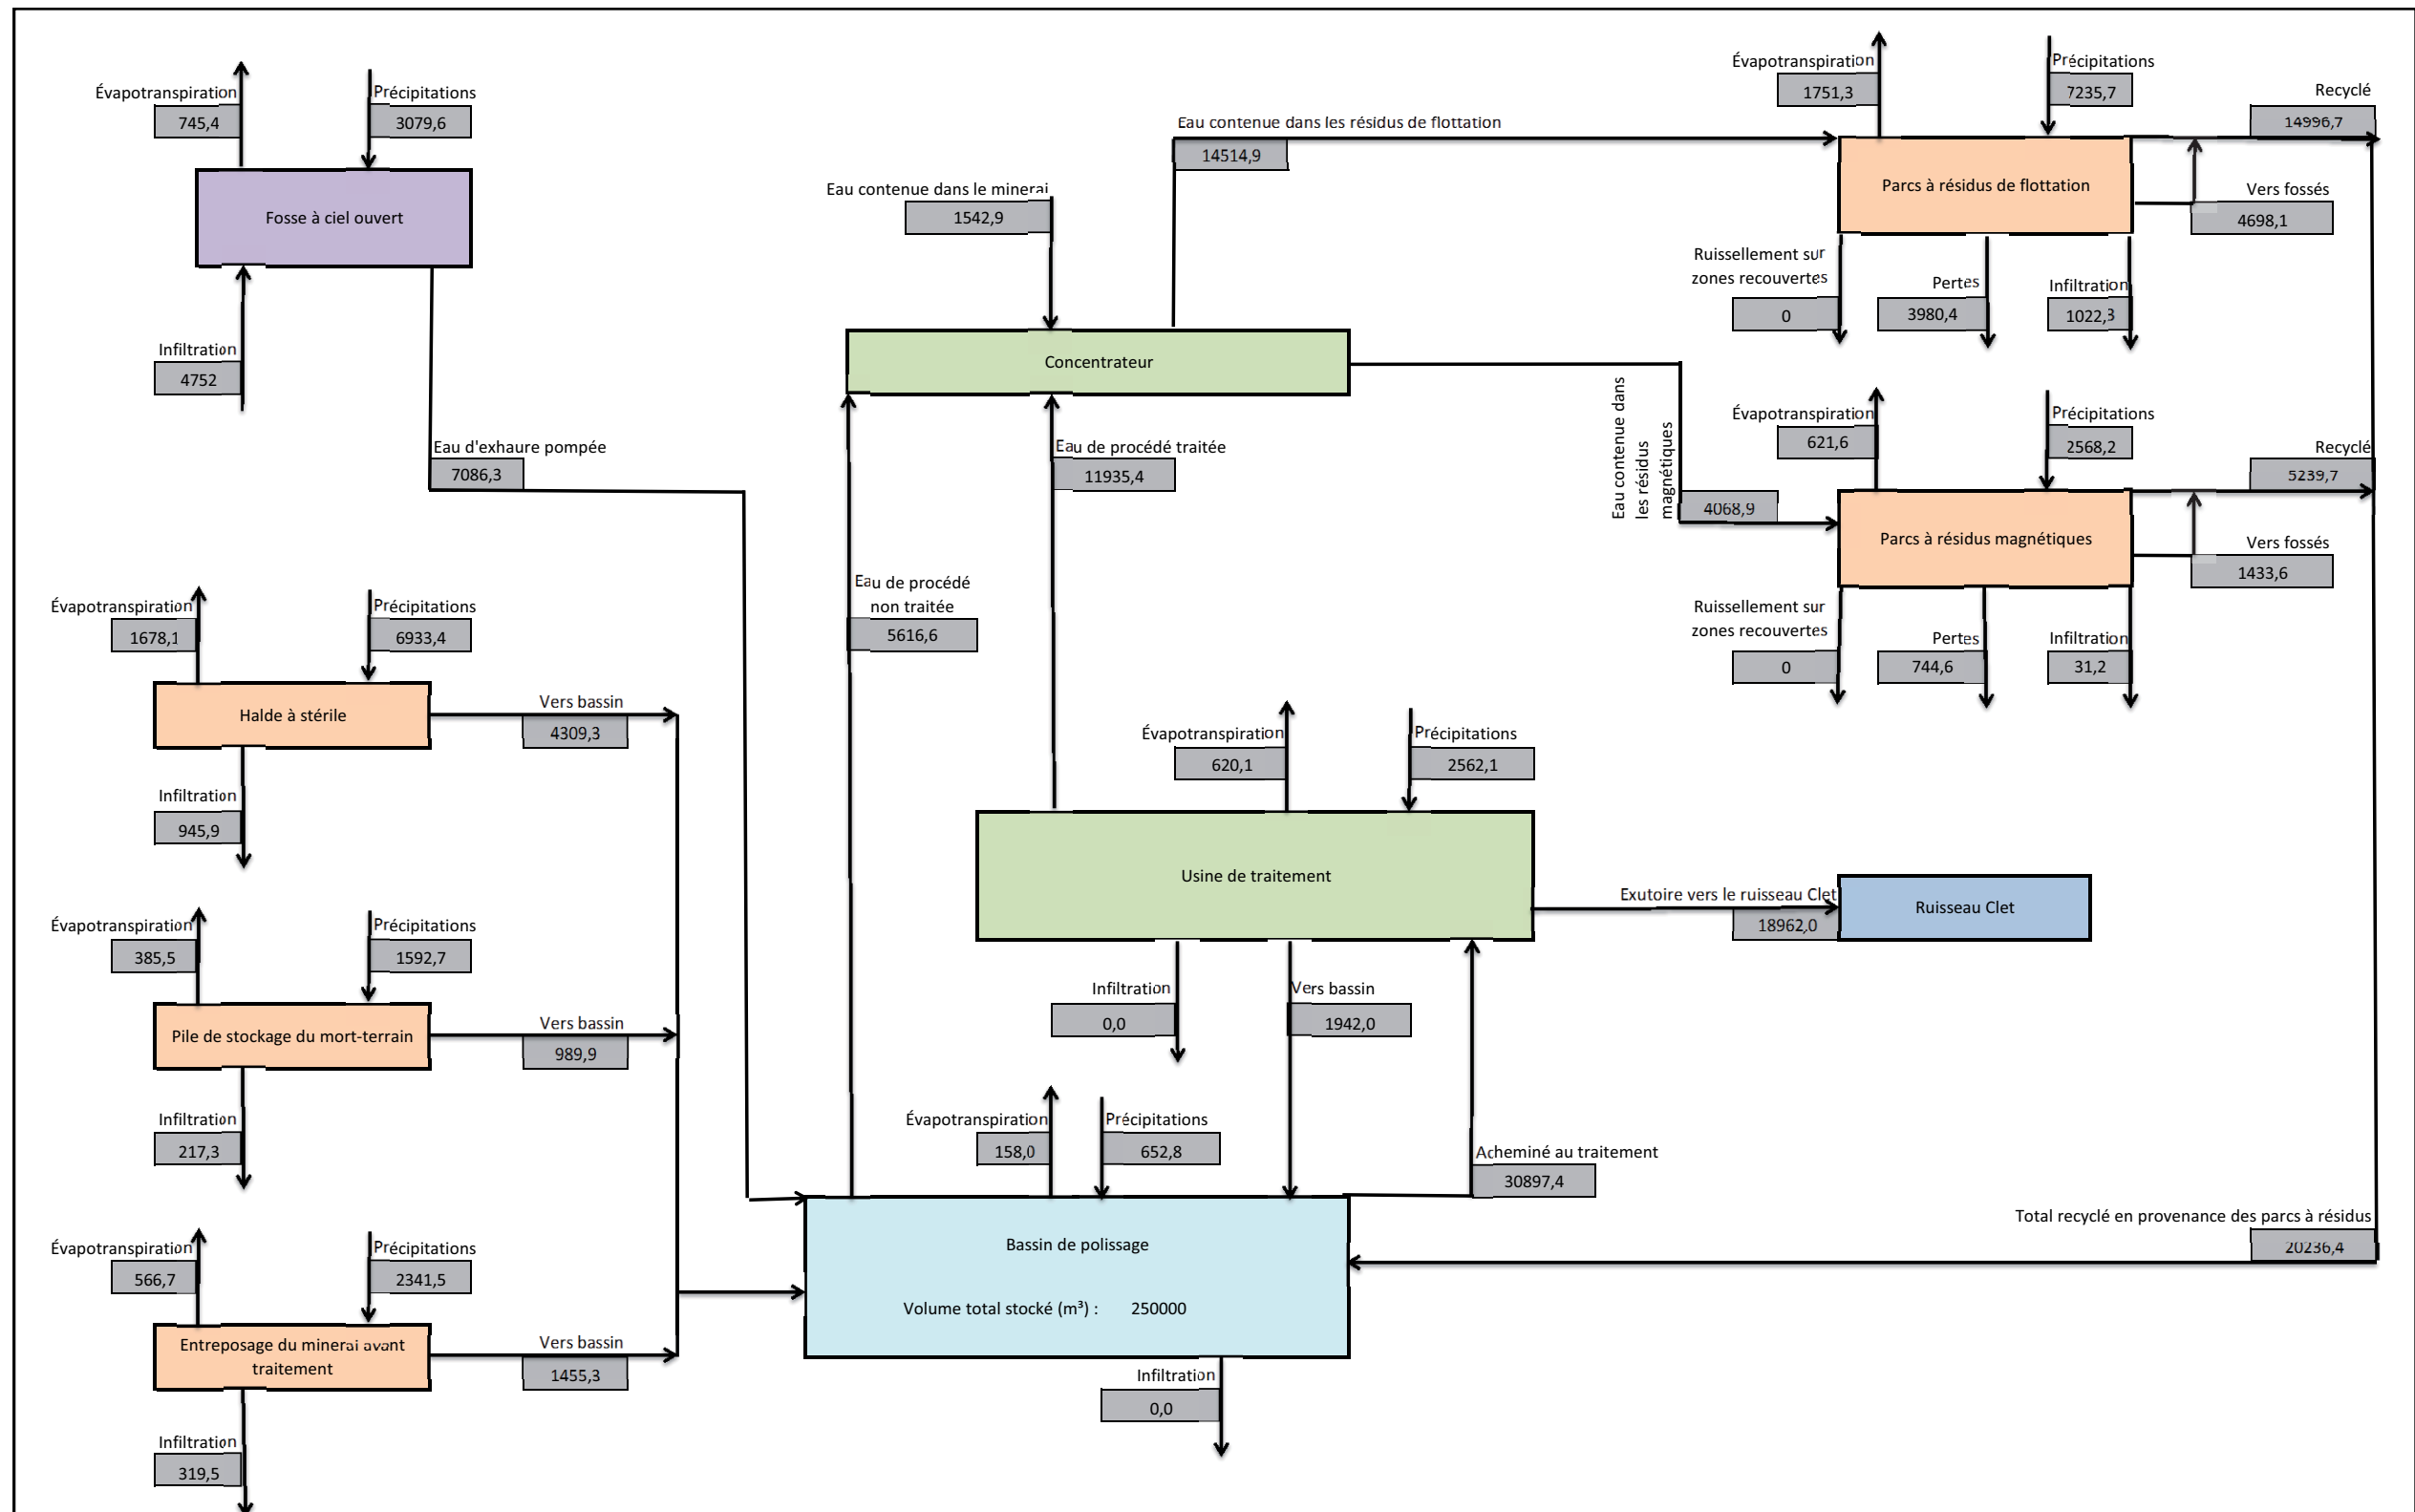 Évapotranspiration
745,4
Précipitations
3079,6
Fosse à ciel ouvert
Infiltration
4752
Eau d'exhaure pompée
7086,3
Évapotranspiration
1678,1
Précipitations
6933,4
Halde à stérile
Vers bassin
4309,3
Infiltration
945,9
Évapotranspiration
385,5
Précipitations
1592,7
Pile de stockage du mort-terrain
Vers bassin
989,9
Infiltration
217,3
Évapotranspiration
566,7
Précipitations
2341,5
Entreposage du minerai avant
traitement
Vers bassin
1455,3
Infiltration
319,5
Eau contenue dans les résidus de flottation
14514,9
Eau contenue dans le minerai
1542,9
Concentrateur
Eau de procédé traitée
11935,4
Eau de procédé
non traitée
5616,6
Eau contenue dans
les résidus
magnétiques
4068,9
Évapotranspiration
620,1
Précipitations
2562,1
Usine de traitement
Exutoire vers le ruisseau Clet
18962,0
Ruisseau Clet
Infiltration
0,0
Vers bassin
1942,0
Évapotranspiration
158,0
Précipitations
652,8
Acheminé au traitement
30897,4
Bassin de polissage
Volume total stocké (m³) : 250000
Infiltration
0,0
Évapotranspiration
1751,3
Précipitations
7235,7
Recyclé
14996,7
Parcs à résidus de flottation
Vers fossés
4698,1
Ruissellement sur
zones recouvertes
0
Pertes
3980,4
Infiltration
1022,3
Évapotranspiration
621,6
Précipitations
2568,2
Recyclé
5239,7
Parcs à résidus magnétiques
Vers fossés
1433,6
Ruissellement sur
zones recouvertes
0
Pertes
744,6
Infiltration
31,2
Total recyclé en provenance des parcs à résidus
20236,4